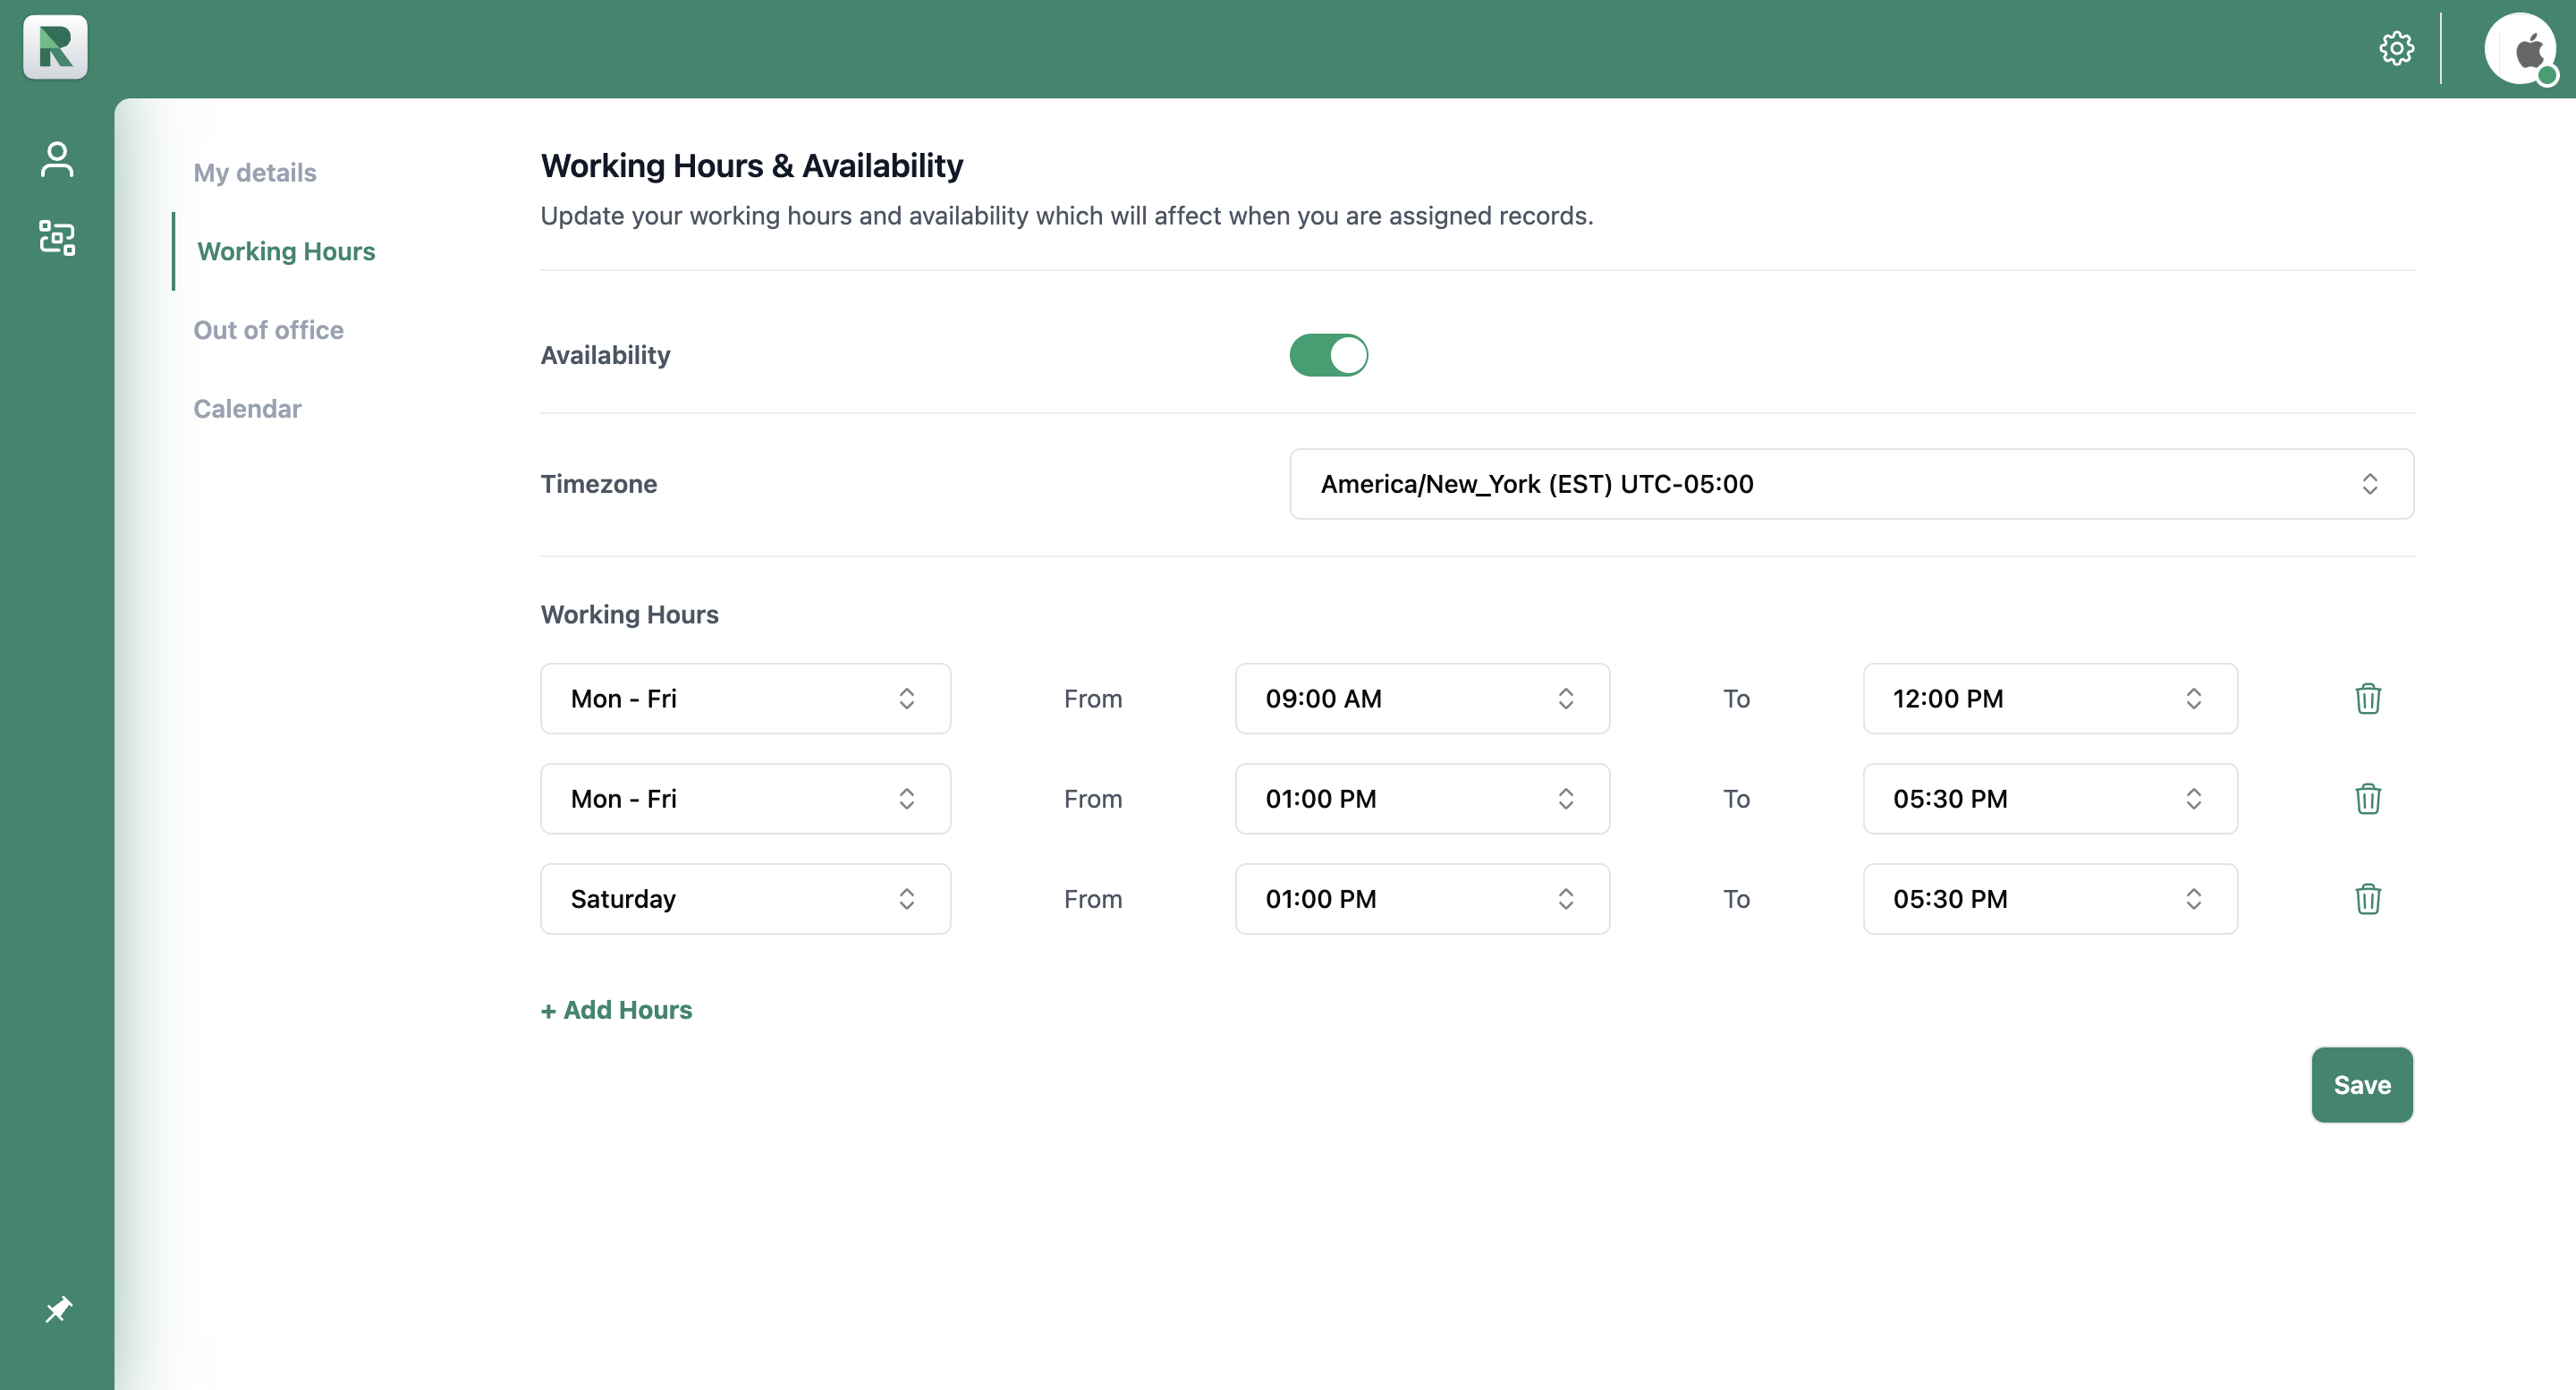 R
My details
Working Hours
Out of office
Calendar
Working Hours & Availability
Update your working hours and availability which will affect when you are assigned records.
Availability
Timezone America/New_York (EST) UTC-05:00
Working Hours
Mon - Fri From 09:00 AM To 12:00 PM
Mon - Fri From 01:00 PM To 05:30 PM
Saturday From 01:00 PM To 05:30 PM
+ Add Hours
Save